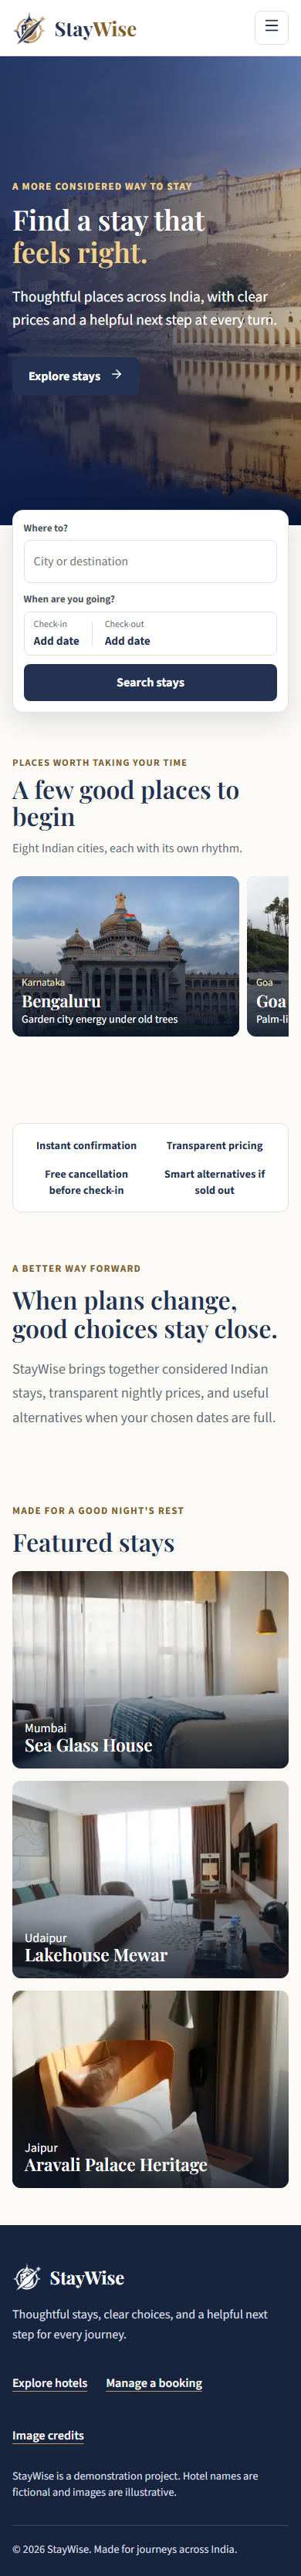 StayWise
A MORE CONSIDERED WAY TO STAY
Find a stay that
feels right.
Thoughtful places across India, with clear
prices and a helpful next step at every turn.
Explore stays
Where to?
City or destination
When are you going?
Check-in Check-out
Add date Add date
Search stays
PLACES WORTH TAKING YOUR TIME
A few good places to
begin
Eight Indian cities, each with its own rhythm.
Karnataka
Bengaluru
Garden city energy under old trees
Goa
Goa
Palm-li
Instant confirmation
Transparent pricing
Free cancellation
before check-in
Smart alternatives if
sold out
A BETTER WAY FORWARD
When plans change,
good choices stay close.
StayWise brings together considered Indian
stays, transparent nightly prices, and useful
alternatives when your chosen dates are full.
MADE FOR A GOOD NIGHT'S REST
Featured stays
Mumbai
Sea Glass House
Udaipur
Lakehouse Mewar
Jaipur
Aravali Palace Heritage
StayWise
Thoughtful stays, clear choices, and a helpful next
step for every journey.
Explore hotels Manage a booking
Image credits
StayWise is a demonstration project. Hotel names are
fictional and images are illustrative.
© 2026 StayWise. Made for journeys across India.